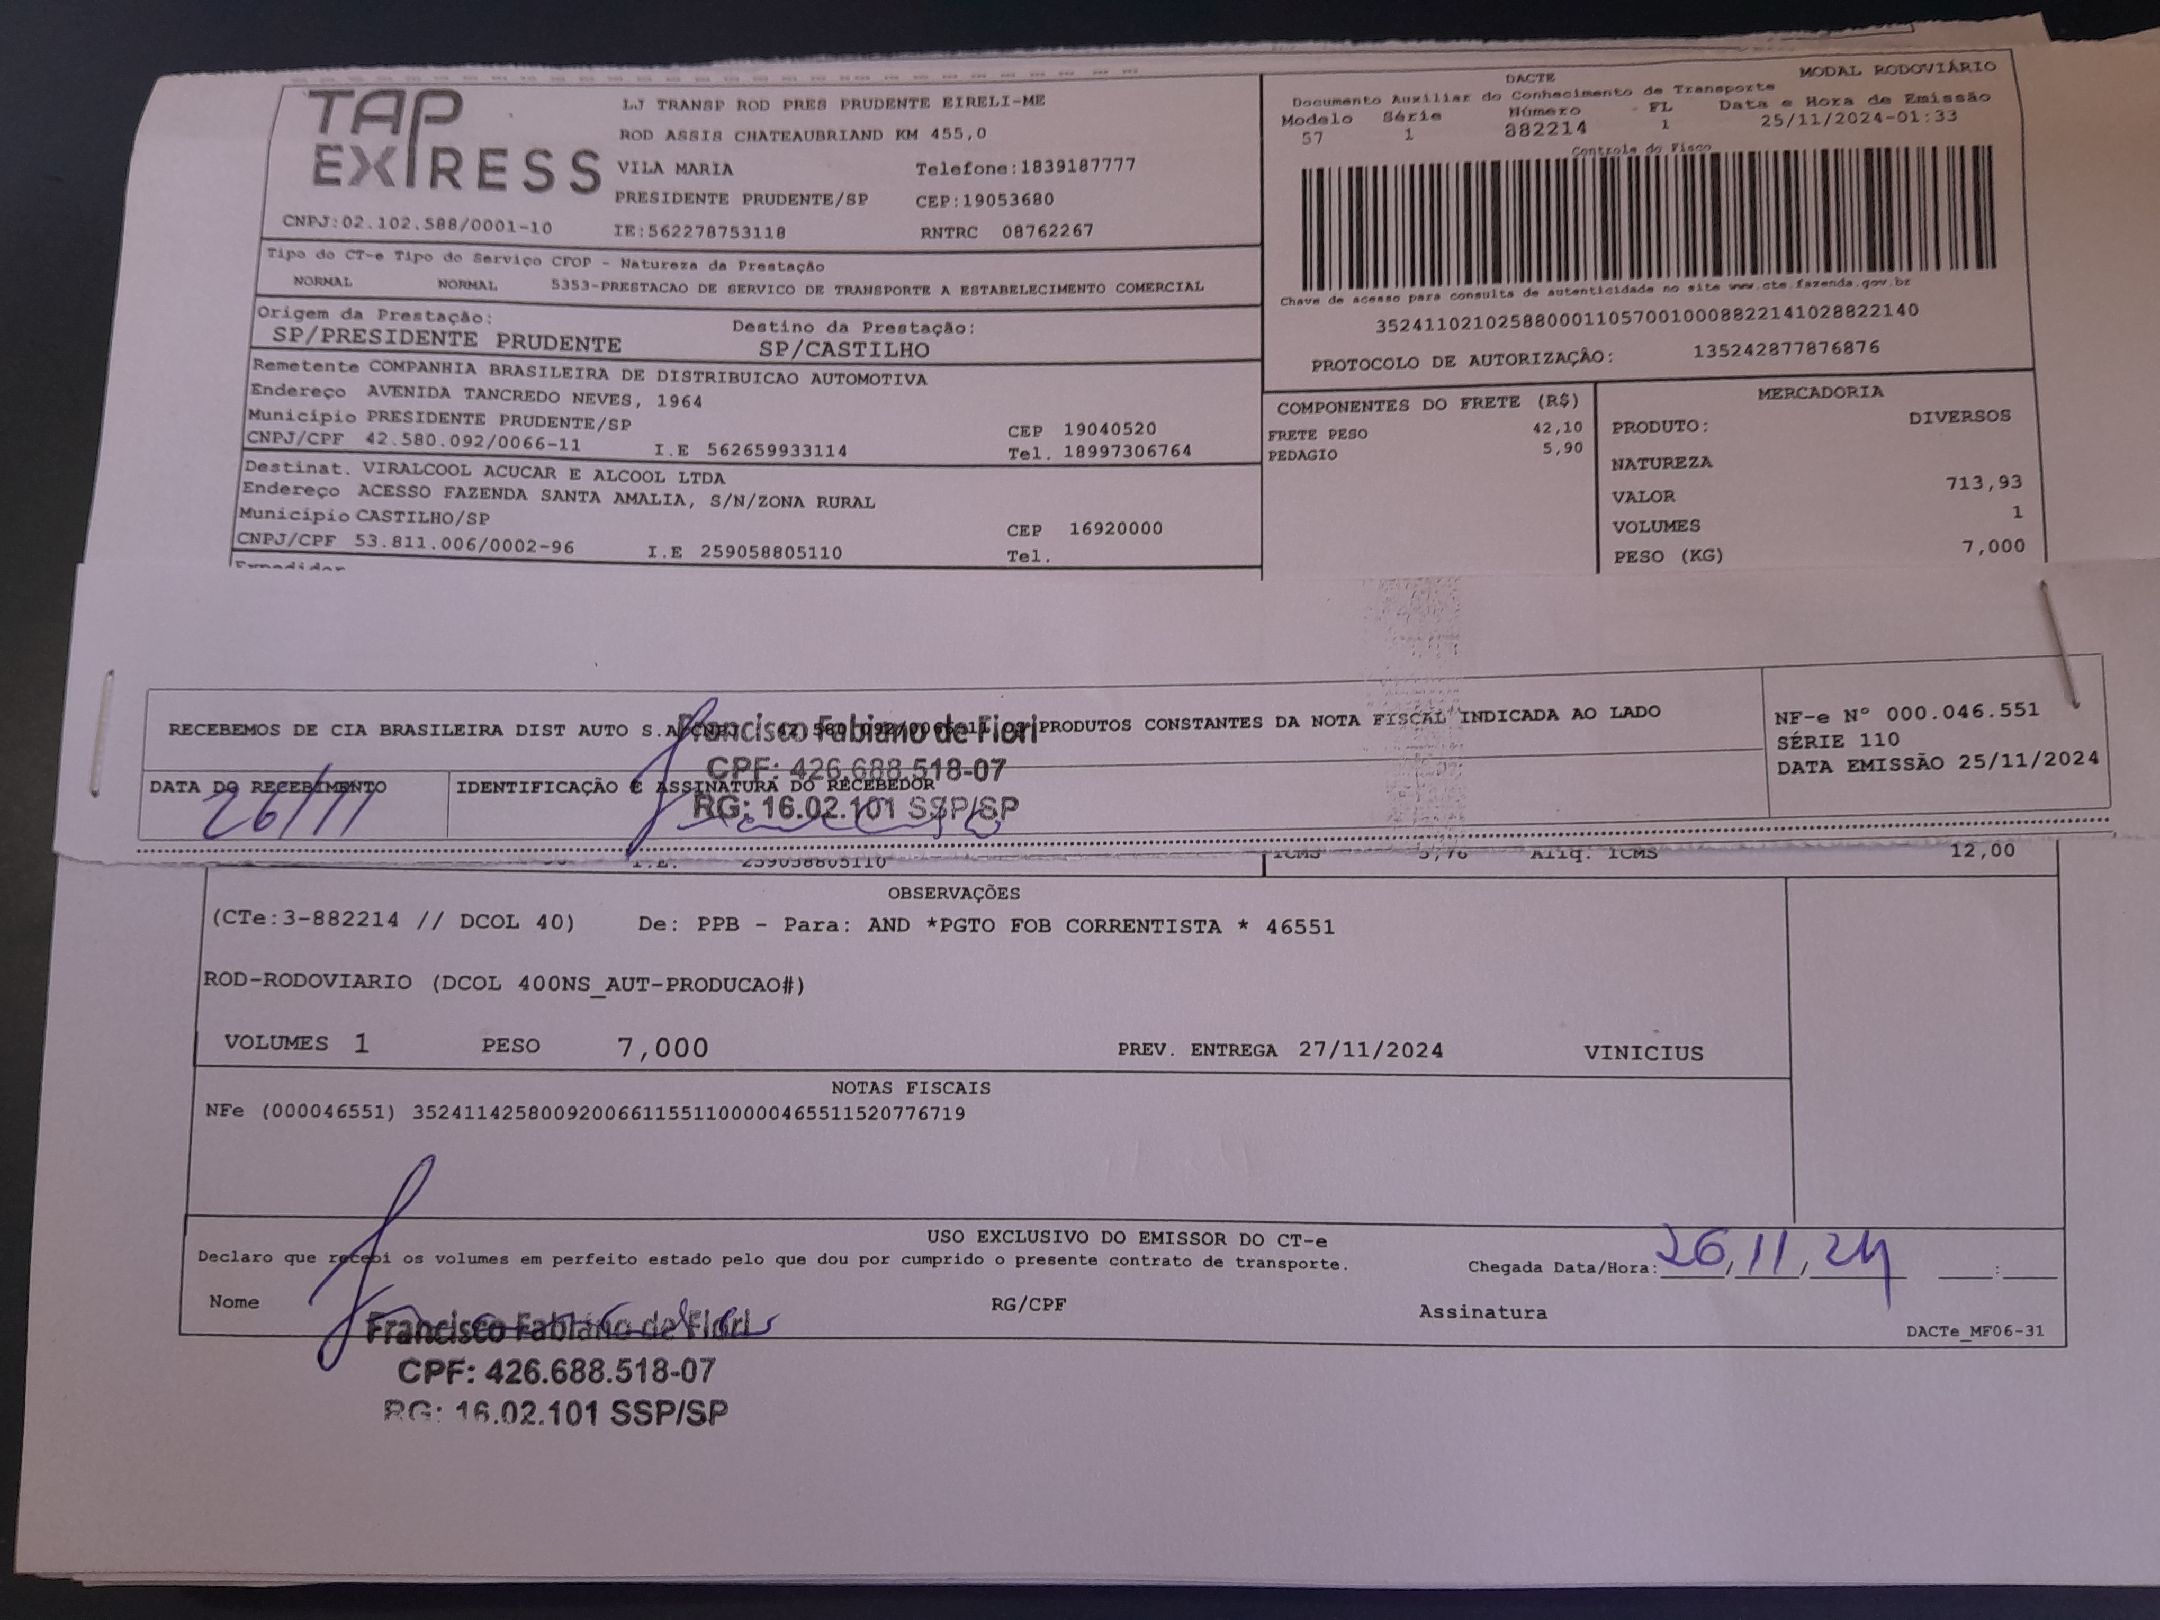 TAP EXPRESS
LJ TRANSP ROD PRES PRUDENTE EIRELI-ME
ROD ASSIS CHATEAUBRIAND KM 455,0
VILA MARIA Telefone:1839187777
PRESIDENTE PRUDENTE/SP CEP:19053680
CNPJ:02.102.588/0001-10 IE:562278753118 RNTRC 08762267
DACTE MODAL RODOVIÁRIO
Documento Auxiliar do Conhecimento de Transporte
Modelo Série Número FL Data e Hora de Emissão
57 1 882214 1 25/11/2024-01:33
Controle do Fisco
Chave de acesso para consulta de autenticidade no site www.cte.fazenda.gov.br
35241102102588000110570010008822141028822140
PROTOCOLO DE AUTORIZAÇÃO: 135242877876876
Tipo do CT-e Tipo do Serviço CFOP - Natureza da Prestação
NORMAL NORMAL 5353-PRESTACAO DE SERVICO DE TRANSPORTE A ESTABELECIMENTO COMERCIAL
Origem da Prestação: Destino da Prestação:
SP/PRESIDENTE PRUDENTE SP/CASTILHO
Remetente COMPANHIA BRASILEIRA DE DISTRIBUICAO AUTOMOTIVA
Endereço AVENIDA TANCREDO NEVES, 1964
Município PRESIDENTE PRUDENTE/SP CEP 19040520
CNPJ/CPF 42.580.092/0066-11 I.E 562659933114 Tel. 18997306764
Destinat. VIRALCOOL ACUCAR E ALCOOL LTDA
Endereço ACESSO FAZENDA SANTA AMALIA, S/N/ZONA RURAL
Município CASTILHO/SP CEP 16920000
CNPJ/CPF 53.811.006/0002-96 I.E 259058805110 Tel.
COMPONENTES DO FRETE (R$)
FRETE PESO 42,10
PEDAGIO 5,90
MERCADORIA
PRODUTO: DIVERSOS
NATUREZA
VALOR 713,93
VOLUMES 1
PESO (KG) 7,000
RECEBEMOS DE CIA BRASILEIRA DIST AUTO S.A PRODUTOS CONSTANTES DA NOTA FISCAL INDICADA AO LADO
NF-e Nº 000.046.551
SÉRIE 110
DATA EMISSÃO 25/11/2024
DATA DO RECEBIMENTO IDENTIFICAÇÃO E ASSINATURA DO RECEBEDOR
26/11
Francisco Fabiano de Fiori
CPF: 426.688.518-07
RG: 16.02.101 SSP/SP
I.E. 259058805110 ICMS 5,76 Aliq. ICMS 12,00
OBSERVAÇÕES
(CTe:3-882214 // DCOL 40) De: PPB - Para: AND *PGTO FOB CORRENTISTA * 46551
ROD-RODOVIARIO (DCOL 400NS_AUT-PRODUCAO#)
VOLUMES 1 PESO 7,000 PREV. ENTREGA 27/11/2024 VINICIUS
NOTAS FISCAIS
NFe (000046551) 35241142580092006611551100000465511520776719
USO EXCLUSIVO DO EMISSOR DO CT-e
Declaro que recebi os volumes em perfeito estado pelo que dou por cumprido o presente contrato de transporte.
Chegada Data/Hora: 26/11/24 :
Nome RG/CPF Assinatura
DACTe_MF06-31
Francisco Fabiano de Fiori
CPF: 426.688.518-07
RG: 16.02.101 SSP/SP